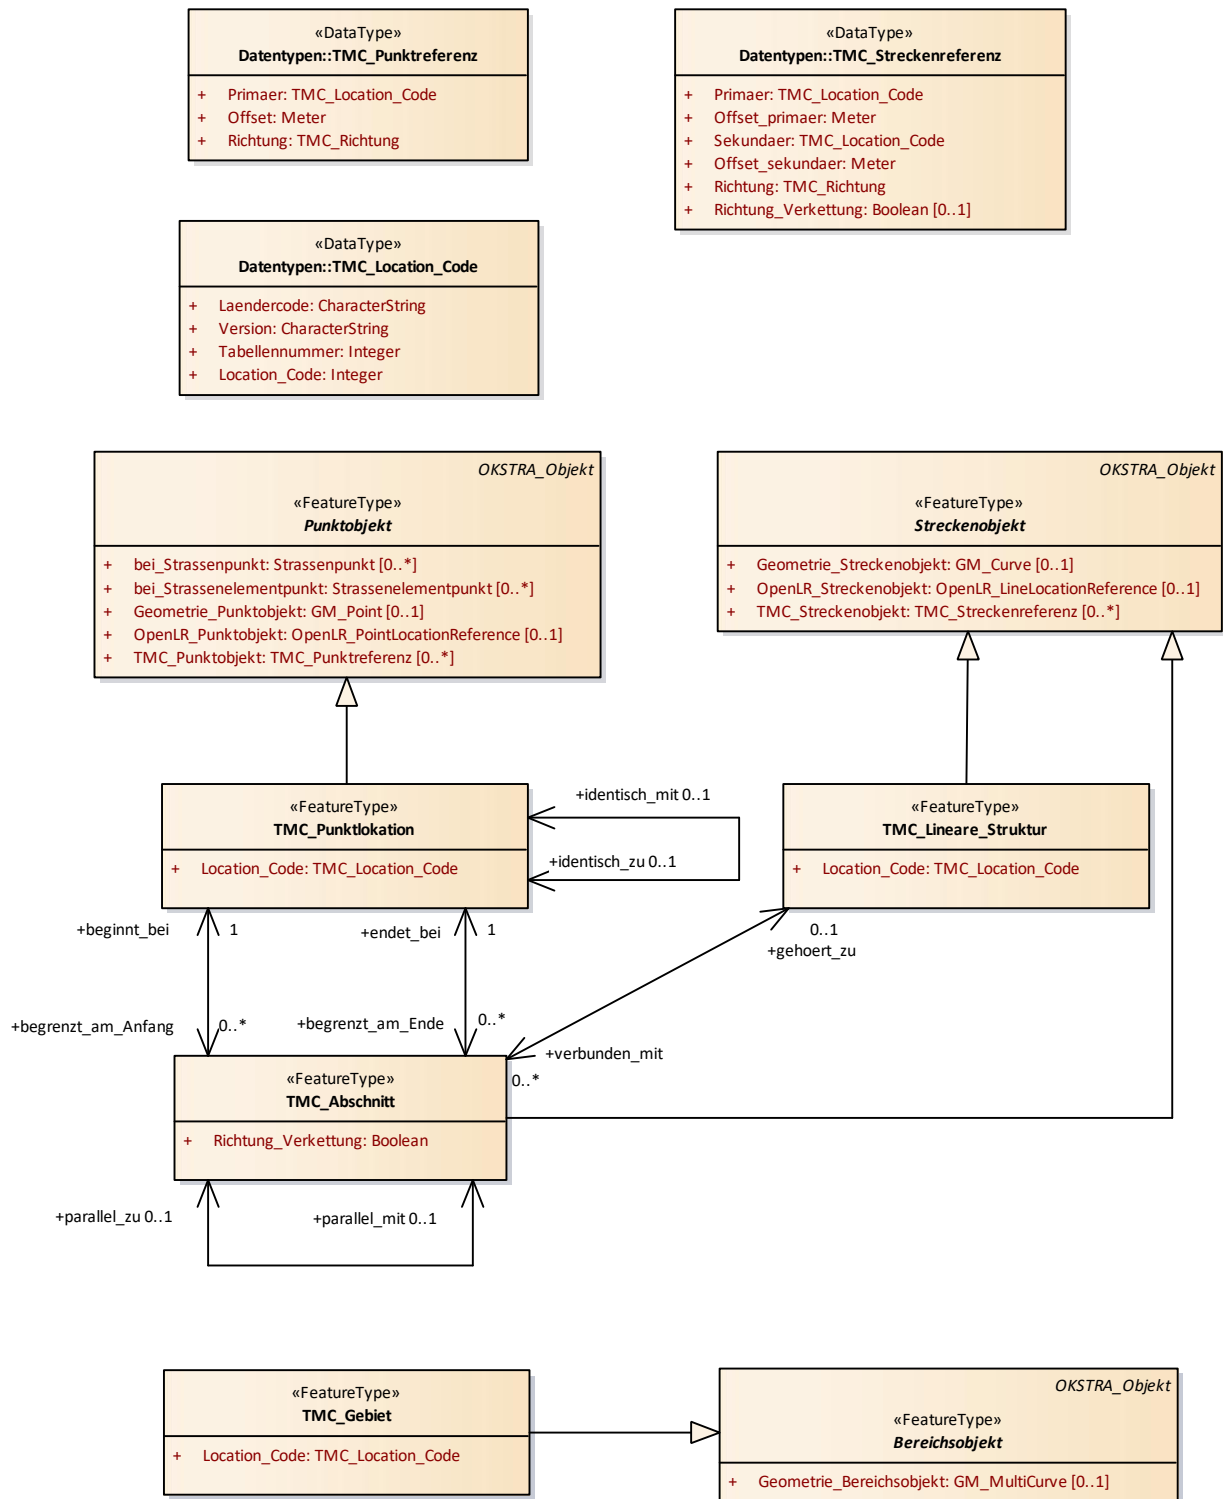 «DataType»
Datentypen::TMC_Punktreferenz
+ Primaer: TMC_Location_Code
+ Offset: Meter
+ Richtung: TMC_Richtung
«DataType»
Datentypen::TMC_Streckenreferenz
+ Primaer: TMC_Location_Code
+ Offset_primaer: Meter
+ Sekundaer: TMC_Location_Code
+ Offset_sekundaer: Meter
+ Richtung: TMC_Richtung
+ Richtung_Verkettung: Boolean [0..1]
«DataType»
Datentypen::TMC_Location_Code
+ Laendercode: CharacterString
+ Version: CharacterString
+ Tabellennummer: Integer
+ Location_Code: Integer
OKSTRA_Objekt
«FeatureType»
Punktobjekt
+ bei_Strassenpunkt: Strassenpunkt [0..*]
+ bei_Strassenelementpunkt: Strassenelementpunkt [0..*]
+ Geometrie_Punktobjekt: GM_Point [0..1]
+ OpenLR_Punktobjekt: OpenLR_PointLocationReference [0..1]
+ TMC_Punktobjekt: TMC_Punktreferenz [0..*]
OKSTRA_Objekt
«FeatureType»
Streckenobjekt
+ Geometrie_Streckenobjekt: GM_Curve [0..1]
+ OpenLR_Streckenobjekt: OpenLR_LineLocationReference [0..1]
+ TMC_Streckenobjekt: TMC_Streckenreferenz [0..*]
«FeatureType»
TMC_Punktlokation
+ Location_Code: TMC_Location_Code
+identisch_mit 0..1
+identisch_zu 0..1
«FeatureType»
TMC_Lineare_Struktur
+ Location_Code: TMC_Location_Code
+beginnt_bei 1
+endet_bei 1
0..1
+gehoert_zu
+begrenzt_am_Anfang 0..*
+begrenzt_am_Ende 0..*
+verbunden_mit
0..*
«FeatureType»
TMC_Abschnitt
+ Richtung_Verkettung: Boolean
+parallel_zu 0..1
+parallel_mit 0..1
«FeatureType»
TMC_Gebiet
+ Location_Code: TMC_Location_Code
OKSTRA_Objekt
«FeatureType»
Bereichsobjekt
+ Geometrie_Bereichsobjekt: GM_MultiCurve [0..1]